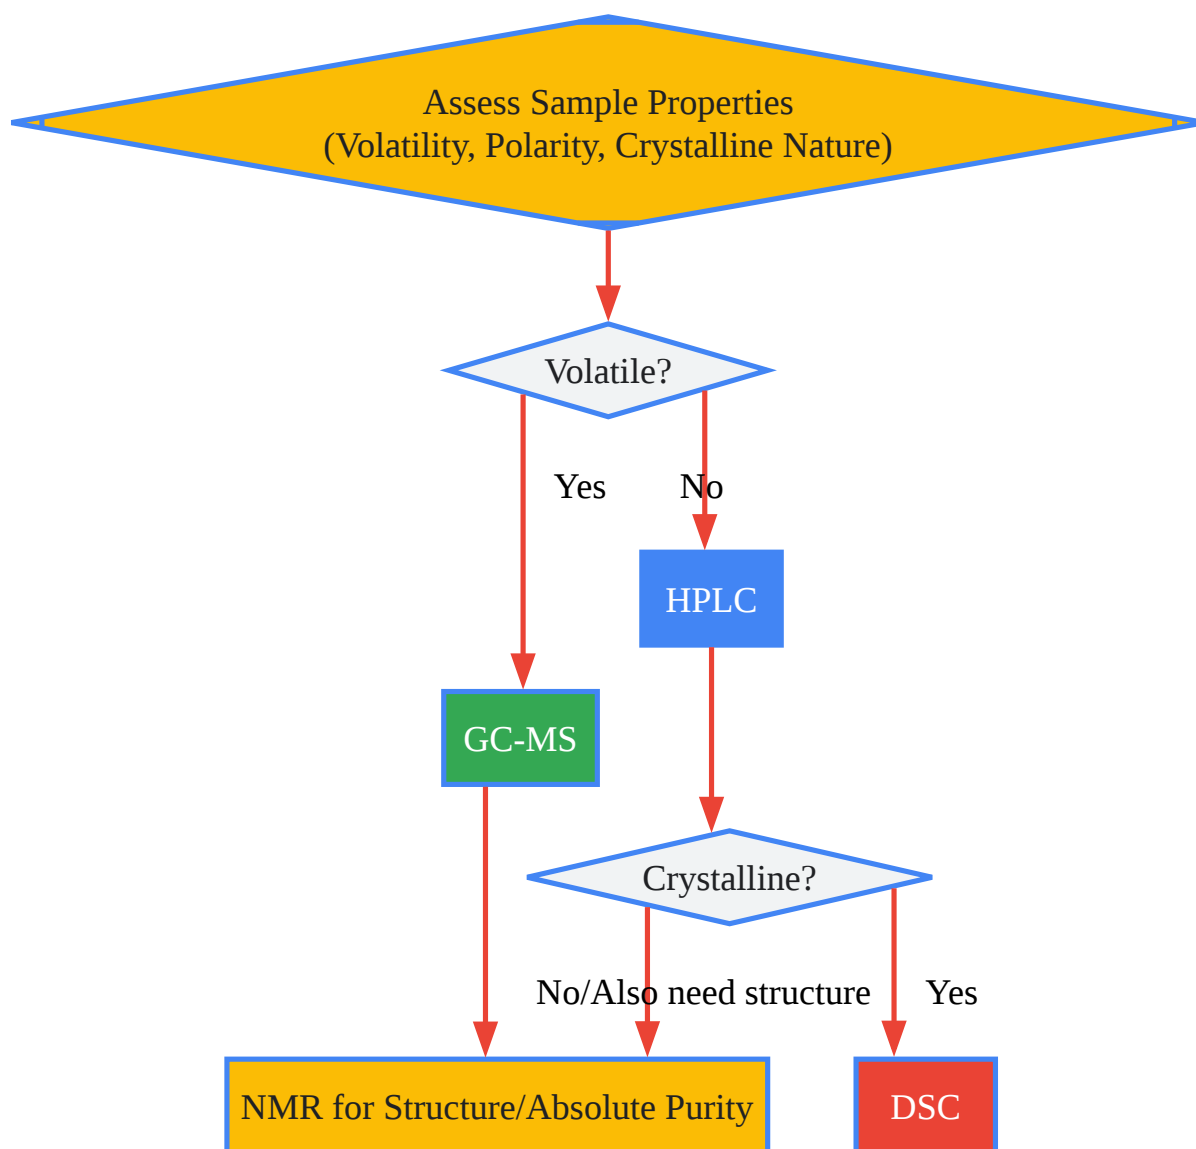 Assess Sample Properties
(Volatility, Polarity, Crystalline Nature)
Volatile?
Yes
No
HPLC
GC-MS
Crystalline?
No/Also need structure
Yes
NMR for Structure/Absolute Purity
DSC